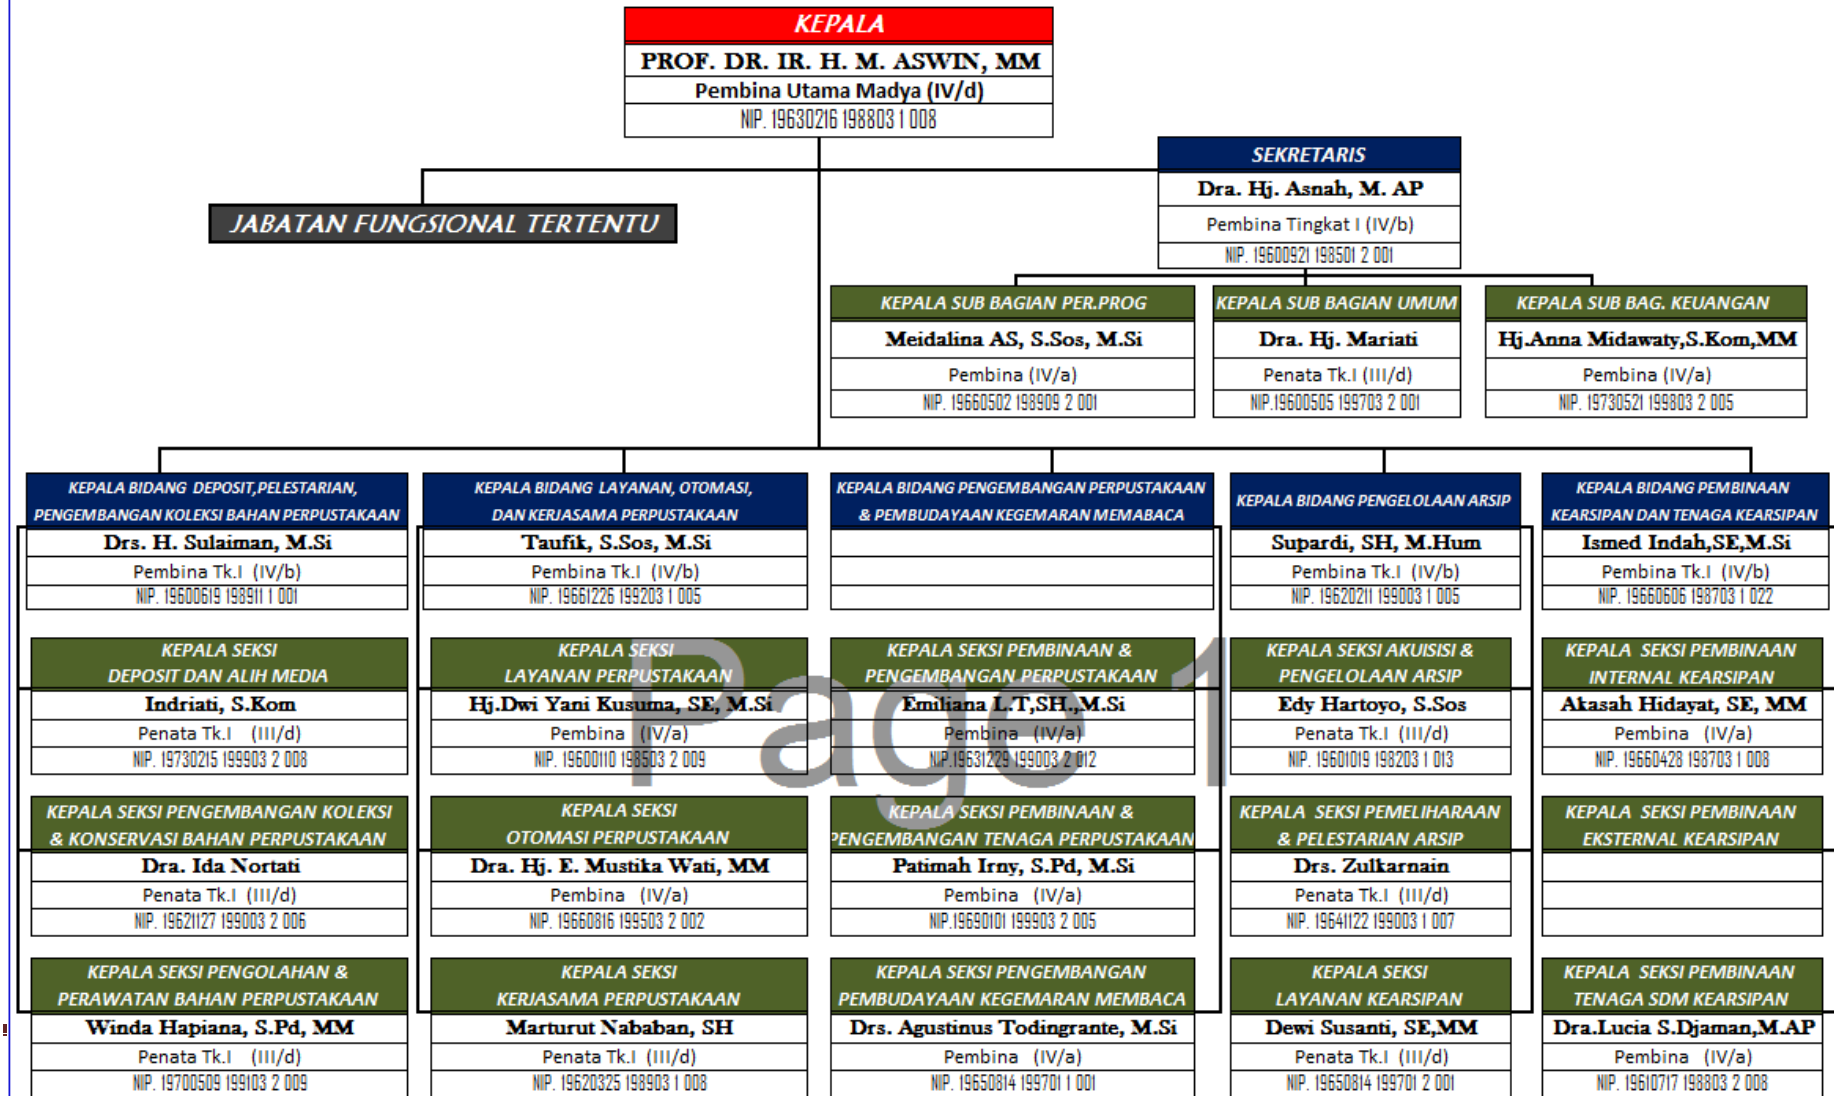 KEPALA
PROF. DR. IR. H. M. ASWIN, MM
Pembina Utama Madya (IV/d)
NIP. 19630216 198803 1 008
SEKRETARIS
Dra. Hj. Asnah, M. AP
Pembina Tingkat I (IV/b)
NIP. 19600921 198501 2 001
JABATAN FUNGSIONAL TERTENTU
KEPALA SUB BAGIAN PER.PROG
Meidalina AS, S.Sos, M.Si
Pembina (IV/a)
NIP. 19660502 198909 2 001
KEPALA SUB BAGIAN UMUM
Dra. Hj. Mariati
Penata Tk.I (III/d)
NIP.19600505 199703 2 001
KEPALA SUB BAG. KEUANGAN
Hj.Anna Midawaty,S.Kom,MM
Pembina (IV/a)
NIP. 19730521 199803 2 005
KEPALA BIDANG DEPOSIT,PELESTARIAN,
PENGEMBANGAN KOLEKSI BAHAN PERPUSTAKAAN
Drs. H. Sulaiman, M.Si
Pembina Tk.I (IV/b)
NIP. 19600619 198911 1 001
KEPALA SEKSI
DEPOSIT DAN ALIH MEDIA
Indriati, S.Kom
Penata Tk.I (III/d)
NIP. 19730215 199903 2 008
KEPALA SEKSI PENGEMBANGAN KOLEKSI
& KONSERVASI BAHAN PERPUSTAKAAN
Dra. Ida Nortati
Penata Tk.I (III/d)
NIP. 19621127 199003 2 006
KEPALA SEKSI PENGOLAHAN &
PERAWATAN BAHAN PERPUSTAKAAN
Winda Hapiana, S.Pd, MM
Penata Tk.I (III/d)
NIP. 19700509 199103 2 009
KEPALA BIDANG LAYANAN, OTOMASI,
DAN KERJASAMA PERPUSTAKAAN
Taufik, S.Sos, M.Si
Pembina Tk.I (IV/b)
NIP. 19661226 199203 1 005
KEPALA SEKSI
LAYANAN PERPUSTAKAAN
Hj.Dwi Yani Kusuma, SE, M.Si
Pembina (IV/a)
NIP. 19600110 198503 2 009
KEPALA SEKSI
OTOMASI PERPUSTAKAAN
Dra. Hj. E. Mustika Wati, MM
Pembina (IV/a)
NIP. 19660816 199503 2 002
KEPALA SEKSI
KERJASAMA PERPUSTAKAAN
Marturut Nababan, SH
Penata Tk.I (III/d)
NIP. 19620325 198903 1 008
KEPALA BIDANG PENGEMBANGAN PERPUSTAKAAN
& PEMBUDAYAAN KEGEMARAN MEMABACA
KEPALA SEKSI PEMBINAAN &
PENGEMBANGAN PERPUSTAKAAN
Emiliana L.T,SH.,M.Si
Pembina (IV/a)
NIP.19631229 199003 2 012
KEPALA SEKSI PEMBINAAN &
PENGEMBANGAN TENAGA PERPUSTAKAAN
Patimah Irny, S.Pd, M.Si
Pembina (IV/a)
NIP.19690101 199903 2 005
KEPALA SEKSI PENGEMBANGAN
PEMBUDAYAAN KEGEMARAN MEMBACA
Drs. Agustinus Todingrante, M.Si
Pembina (IV/a)
NIP. 19650814 199701 1 001
KEPALA BIDANG PENGELOLAAN ARSIP
Supardi, SH, M.Hum
Pembina Tk.I (IV/b)
NIP. 19620211 199003 1 005
KEPALA SEKSI AKUISISI &
PENGELOLAAN ARSIP
Edy Hartoyo, S.Sos
Penata Tk.I (III/d)
NIP. 19601019 198203 1 013
KEPALA SEKSI PEMELIHARAAN
& PELESTARIAN ARSIP
Drs. Zulkarnain
Penata Tk.I (III/d)
NIP. 19641122 199003 1 007
KEPALA SEKSI
LAYANAN KEARSIPAN
Dewi Susanti, SE,MM
Penata Tk.I (III/d)
NIP. 19650814 199701 2 001
KEPALA BIDANG PEMBINAAN
KEARSIPAN DAN TENAGA KEARSIPAN
Ismed Indah,SE,M.Si
Pembina Tk.I (IV/b)
NIP. 19660606 198703 1 022
KEPALA SEKSI PEMBINAAN
INTERNAL KEARSIPAN
Akasah Hidayat, SE, MM
Pembina (IV/a)
NIP. 19660428 198703 1 008
KEPALA SEKSI PEMBINAAN
EKSTERNAL KEARSIPAN
KEPALA SEKSI PEMBINAAN
TENAGA SDM KEARSIPAN
Dra.Lucia S.Djaman,M.AP
Pembina (IV/a)
NIP. 19610717 198803 2 008
Page 1